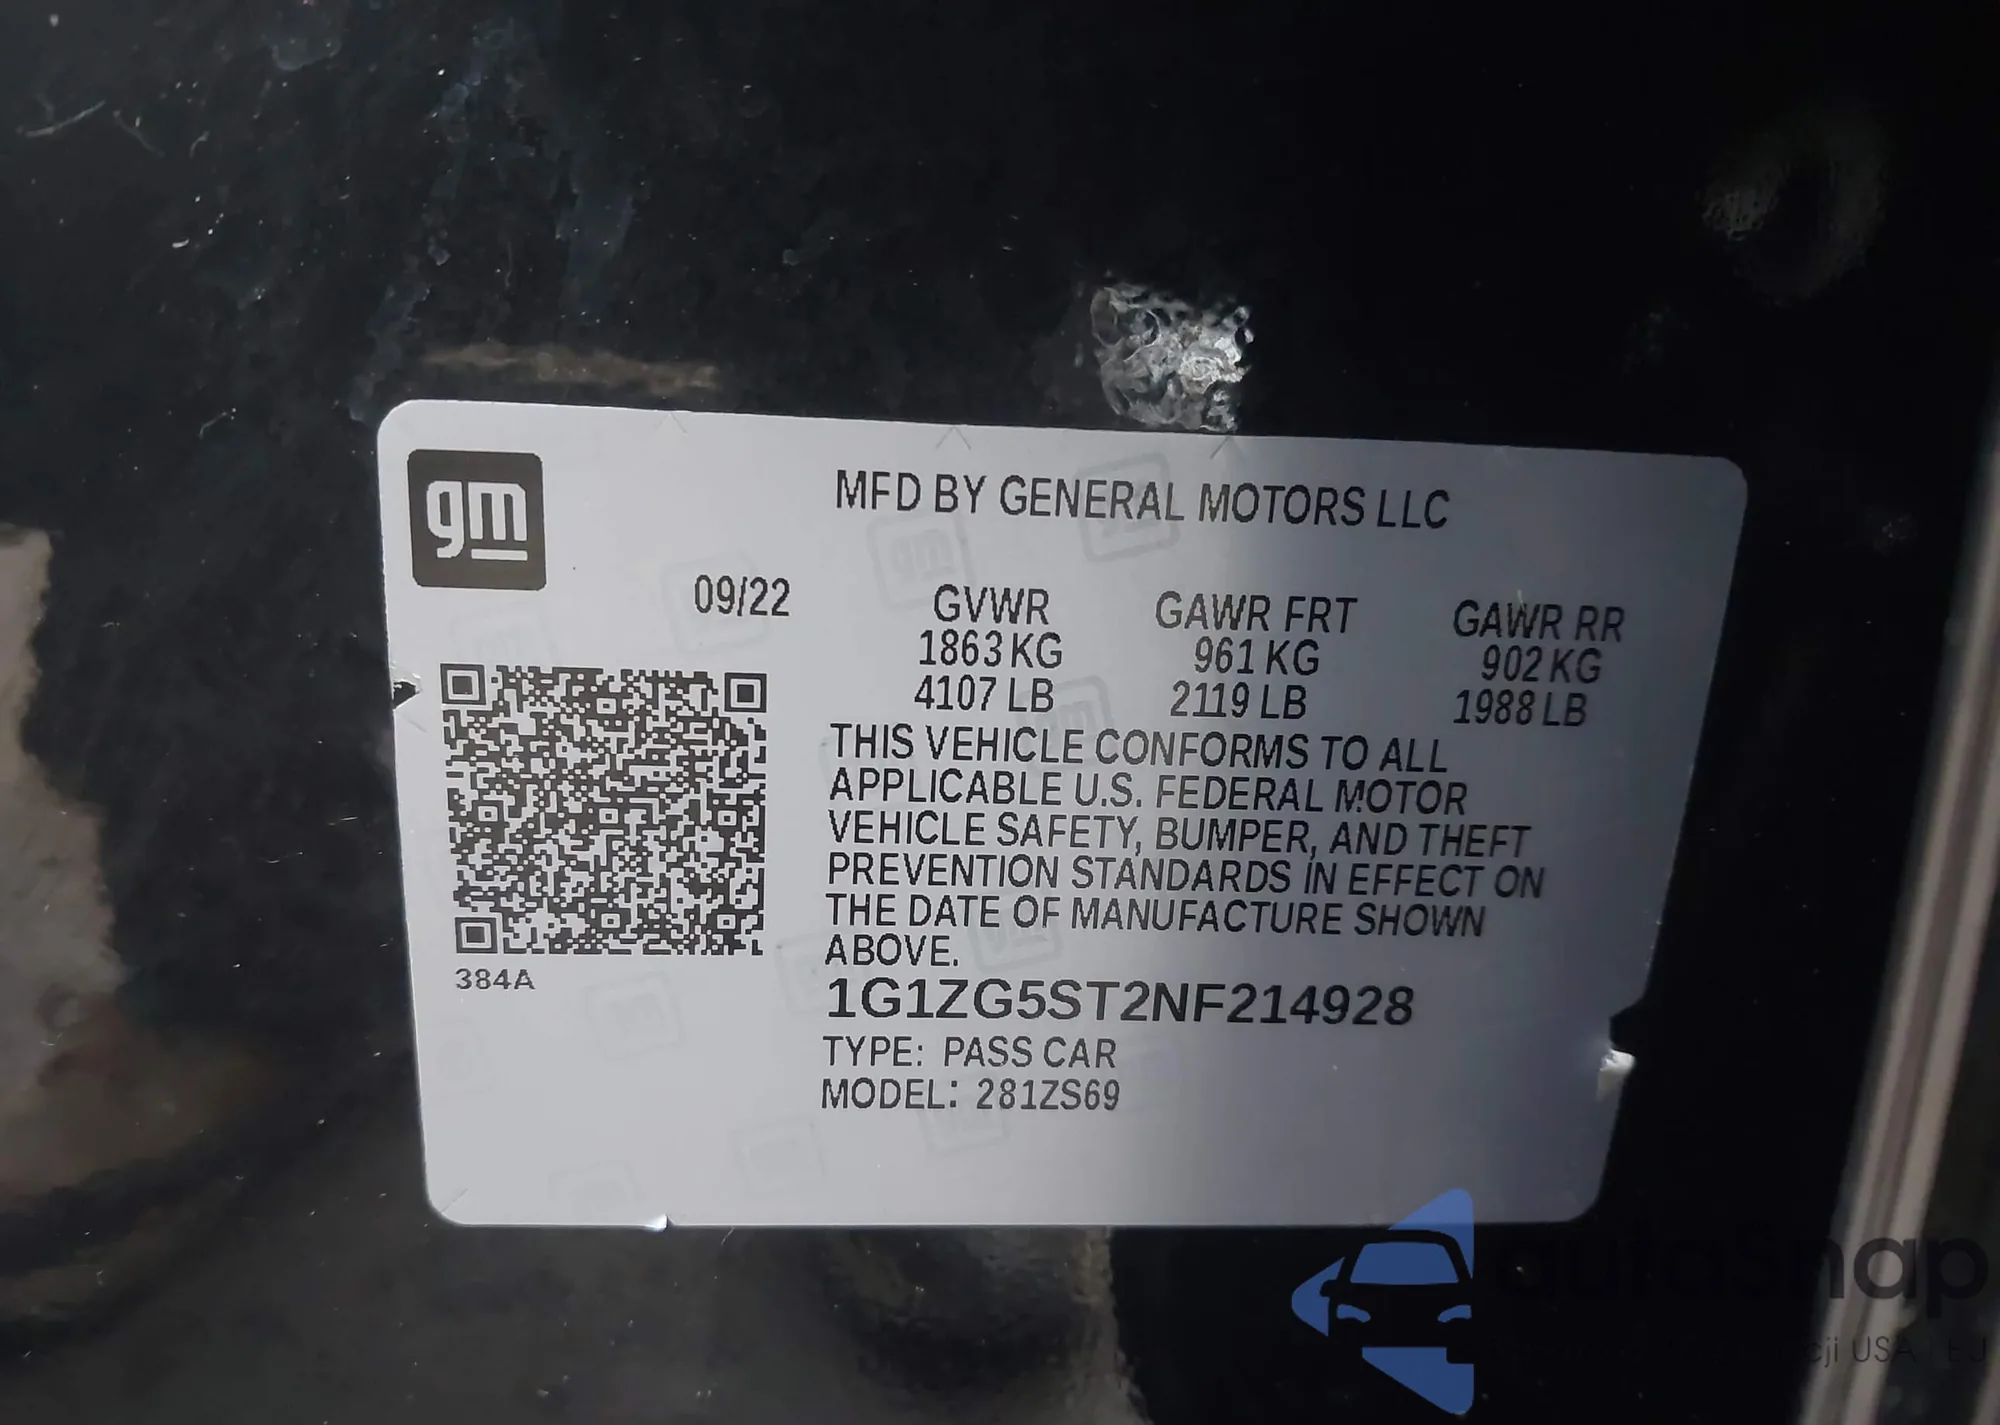 gm
MFD BY GENERAL MOTORS LLC
09/22
GVWR GAWR FRT GAWR RR
1863 KG 961 KG 902 KG
4107 LB 2119 LB 1988 LB
THIS VEHICLE CONFORMS TO ALL
APPLICABLE U.S. FEDERAL MOTOR
VEHICLE SAFETY, BUMPER, AND THEFT
PREVENTION STANDARDS IN EFFECT ON
THE DATE OF MANUFACTURE SHOWN
ABOVE.
384A
1G1ZG5ST2NF214928
TYPE: PASS CAR
MODEL: 281ZS69
autosnap
USA